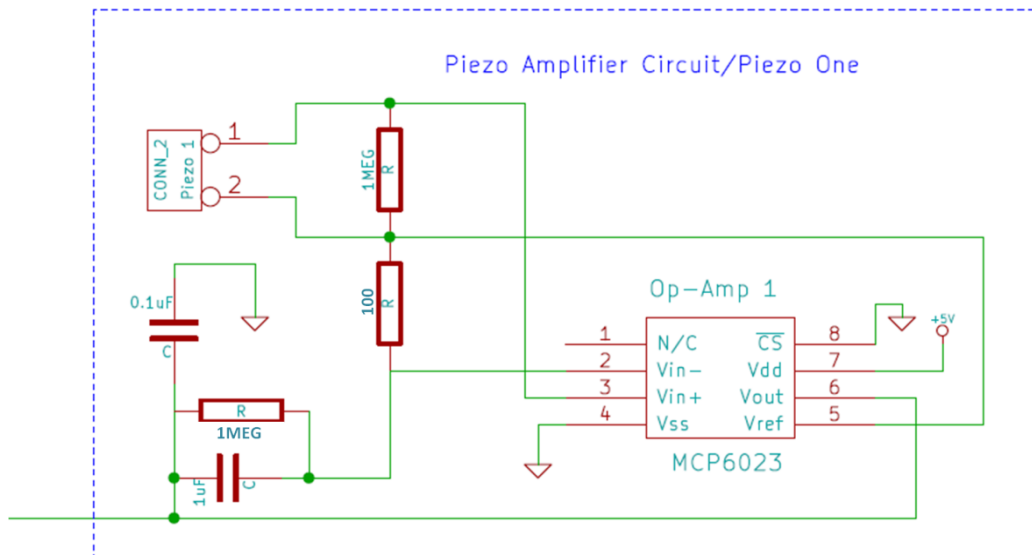 Piezo Amplifier Circuit/Piezo One
CONN_2
Piezo 1
1
2
1MEG
R
100
R
0.1uF
C
R
1MEG
1uF
C
Op-Amp 1
+5V
1
N/C
C̅S̅
8
2
Vin-
Vdd
7
3
Vin+
Vout
6
4
Vss
Vref
5
MCP6023